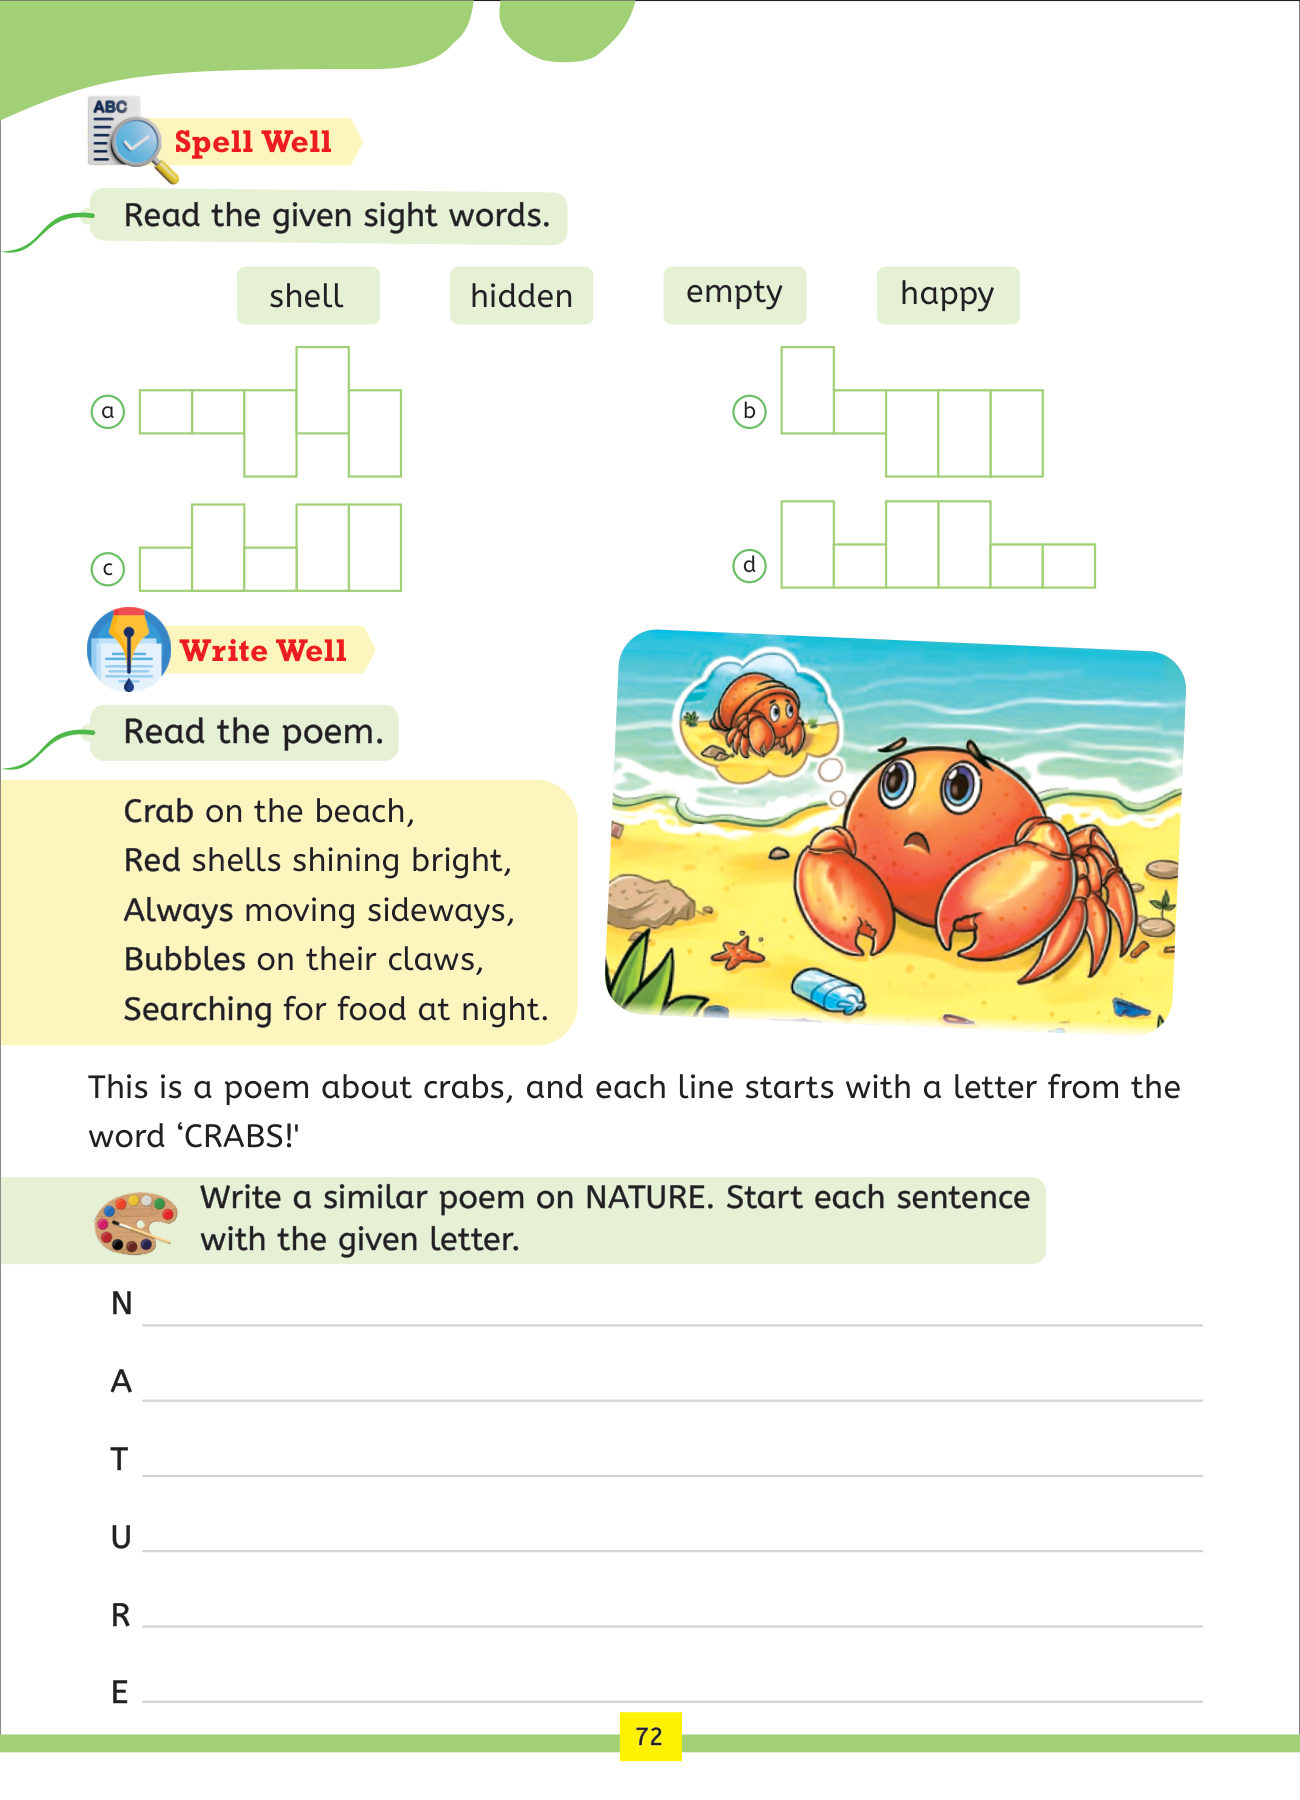 ABC
Spell Well
Read the given sight words.
shell hidden empty happy
a
b
c
d
Write Well
Read the poem.
Crab on the beach,
Red shells shining bright,
Always moving sideways,
Bubbles on their claws,
Searching for food at night.
This is a poem about crabs, and each line starts with a letter from the
word ‘CRABS!'
Write a similar poem on NATURE. Start each sentence
with the given letter.
N
A
T
U
R
E
72